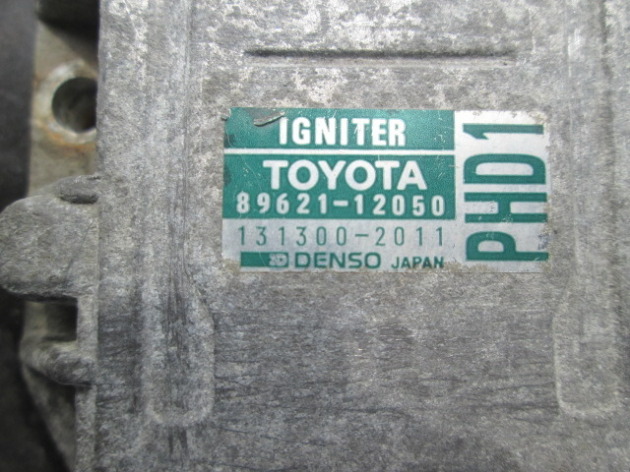 IGNITER
TOYOTA
89621-12050
131300-2011
DENSO JAPAN
PHD1